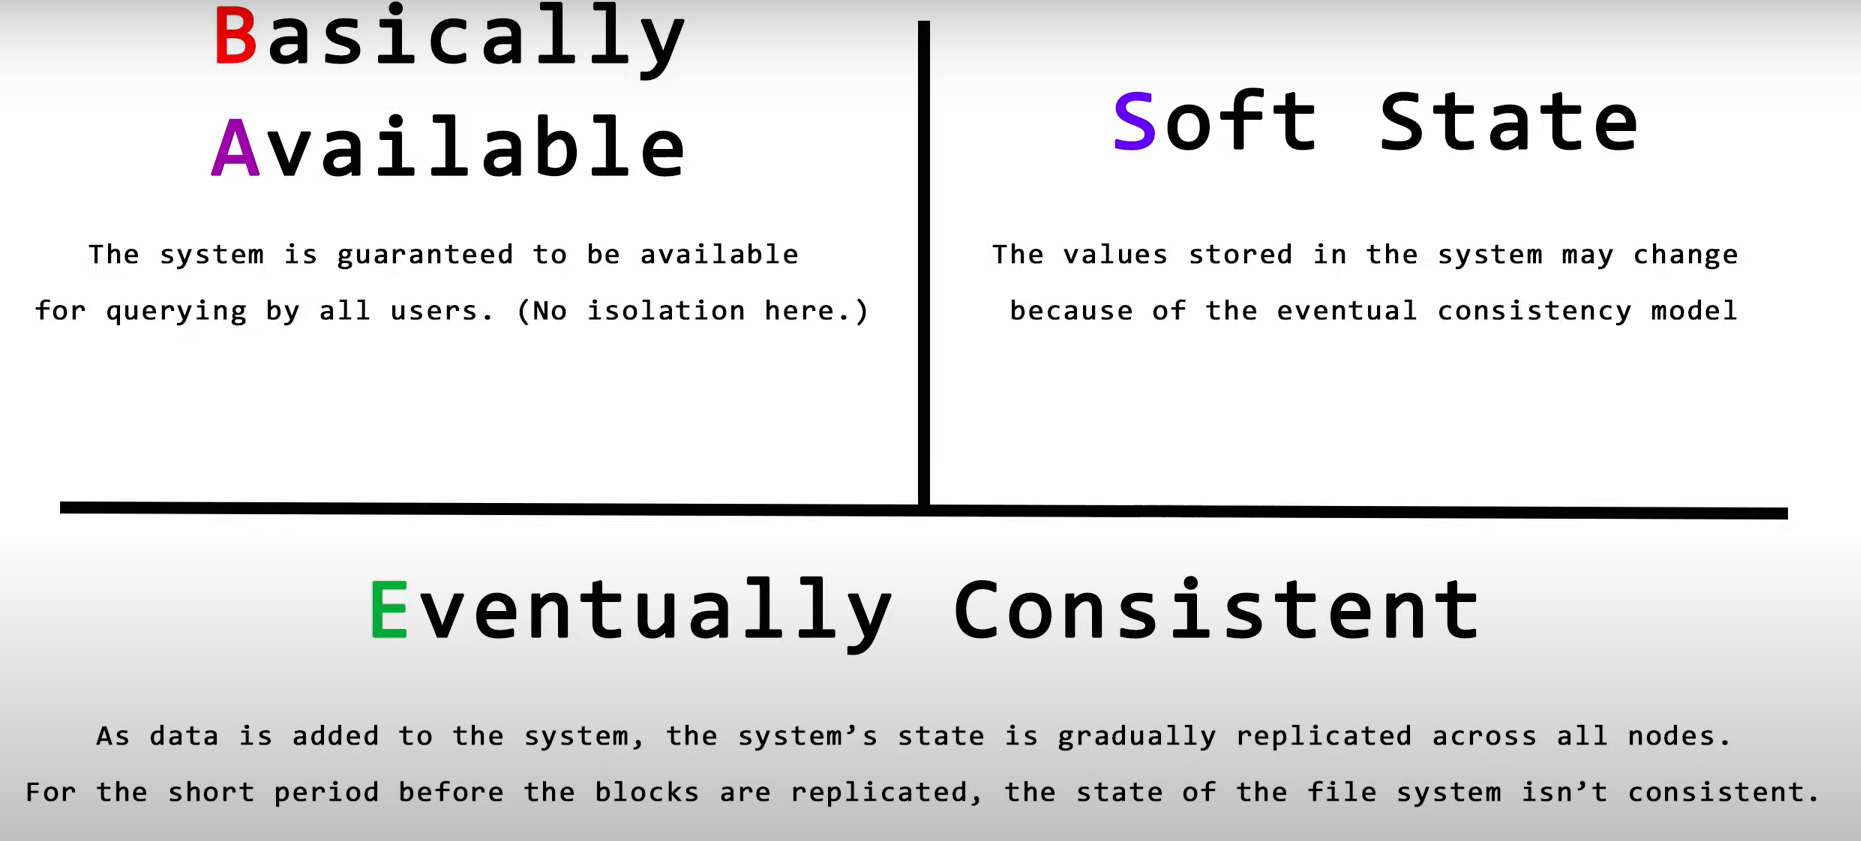 Basically
Available
The system is guaranteed to be available
for querying by all users. (No isolation here.)
Soft State
The values stored in the system may change
because of the eventual consistency model
Eventually Consistent
As data is added to the system, the system’s state is gradually replicated across all nodes.
For the short period before the blocks are replicated, the state of the file system isn’t consistent.